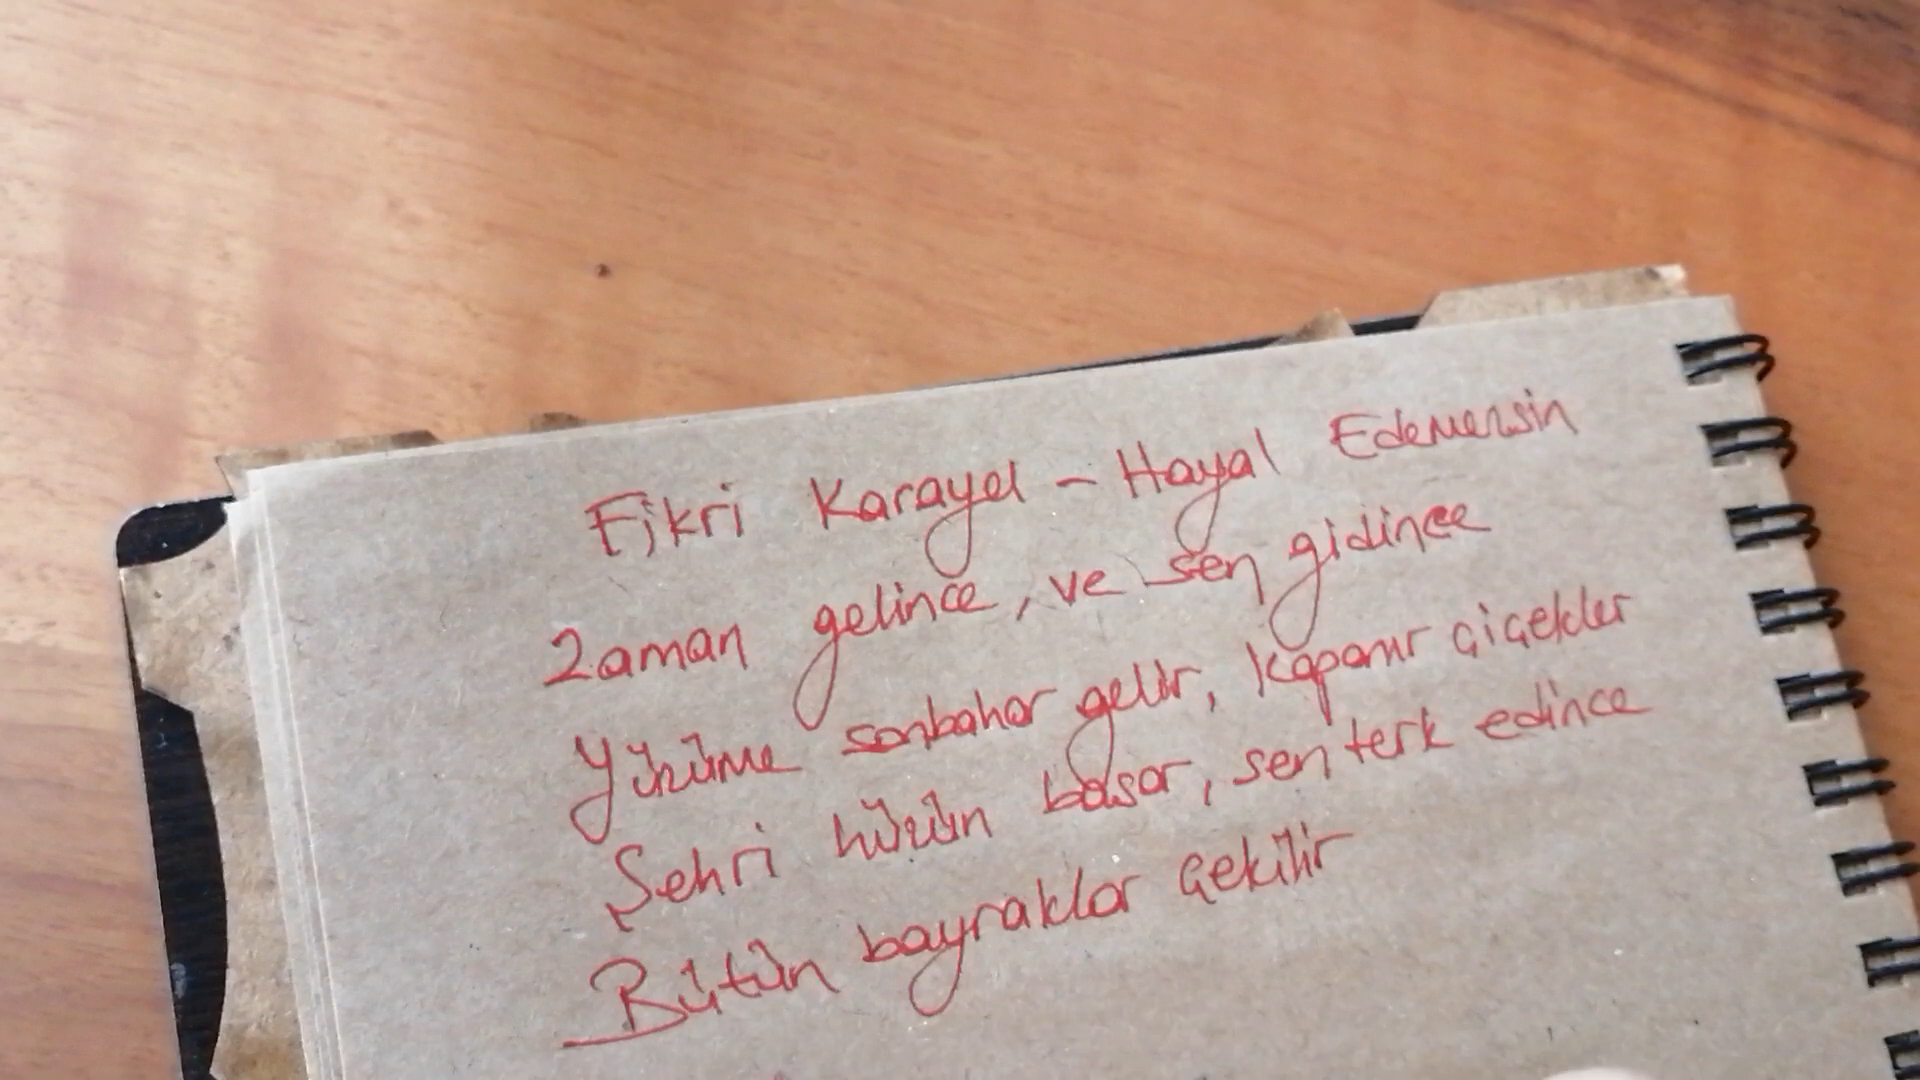 Fikri Karayel - Hayal Edemezsin
Zaman gelince, ve sen gidince
Yüzüme sonbahar gelir, kapanır çiçekler
Şehri hüzün basar, sen terk edince
Bütün bayraklar çekilir